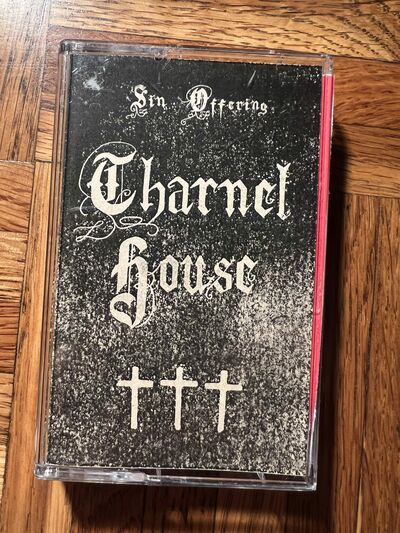 Sin Offering
Charnel
House